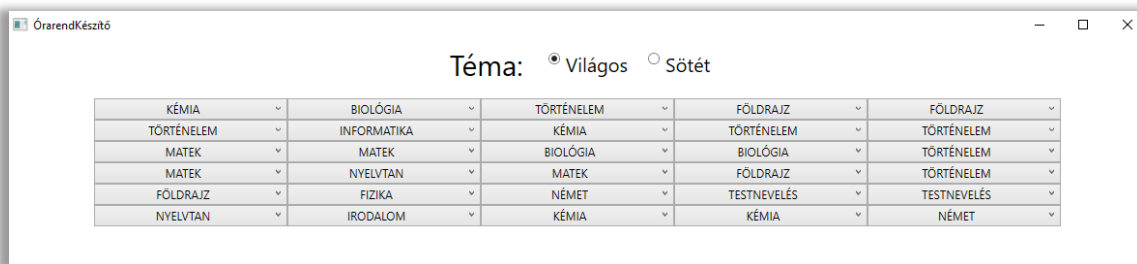 ÓrarendKészítő
Téma: Világos Sötét
KÉMIA BIOLÓGIA TÖRTÉNELEM FÖLDRAJZ FÖLDRAJZ
TÖRTÉNELEM INFORMATIKA KÉMIA TÖRTÉNELEM TÖRTÉNELEM
MATEK MATEK BIOLÓGIA BIOLÓGIA TÖRTÉNELEM
MATEK NYELVTAN MATEK FÖLDRAJZ TÖRTÉNELEM
FÖLDRAJZ FIZIKA NÉMET TESTNEVELÉS TESTNEVELÉS
NYELVTAN IRODALOM KÉMIA KÉMIA NÉMET